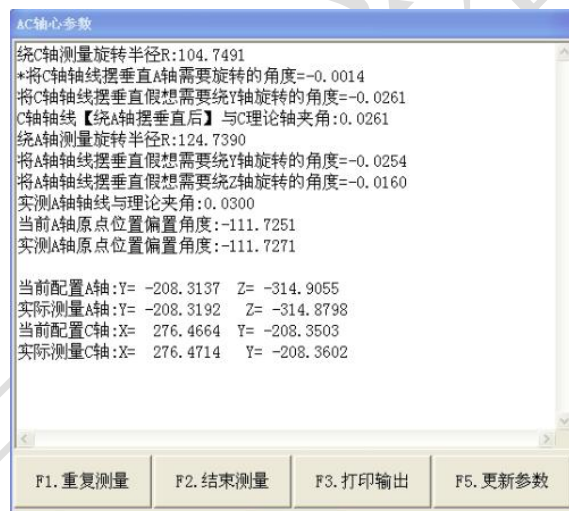 AC轴心参数
绕C轴测量旋转半径R:104.7491
*将C轴轴线摆垂直A轴需要旋转的角度=-0.0014
将C轴轴线摆垂直假想需要绕Y轴旋转的角度=-0.0261
C轴轴线【绕A轴摆垂直后】与C理论轴夹角:0.0261
绕A轴测量旋转半径R:124.7390
将A轴轴线摆垂直假想需要绕Y轴旋转的角度=-0.0254
将A轴轴线摆垂直假想需要绕Z轴旋转的角度=-0.0160
实测A轴轴线与理论夹角:0.0300
当前A轴原点位置偏置角度:-111.7251
实测A轴原点位置偏置角度:-111.7271
当前配置A轴:Y= -208.3137 Z= -314.9055
实际测量A轴:Y= -208.3192 Z= -314.8798
当前配置C轴:X= 276.4664 Y= -208.3503
实际测量C轴:X= 276.4714 Y= -208.3602
F1.重复测量 F2.结束测量 F3.打印输出 F5.更新参数